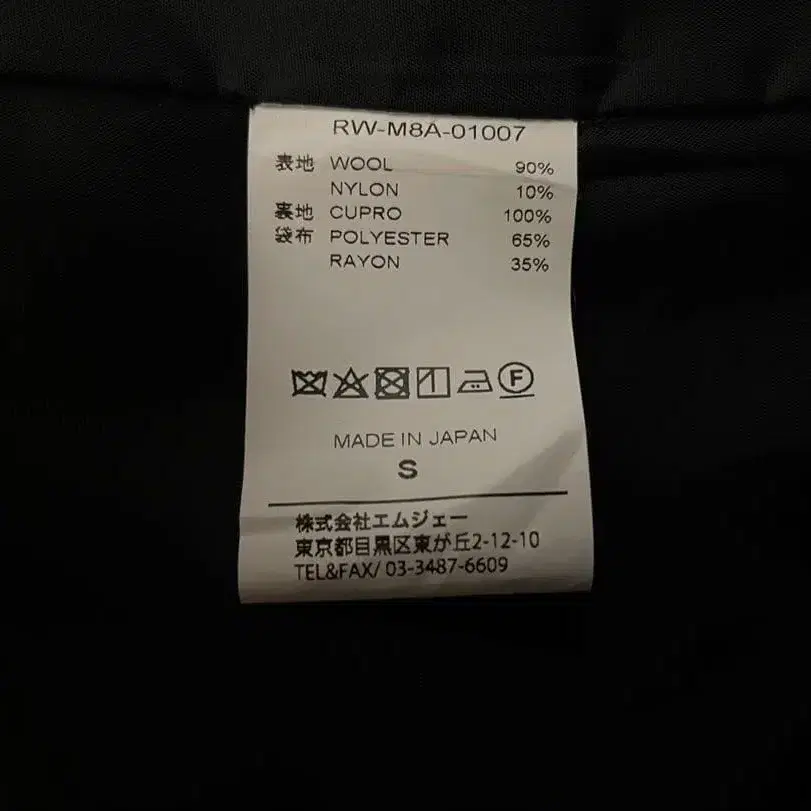 RW-M8A-01007
表地 WOOL 90%
NYLON 10%
裏地 CUPRO 100%
袋布 POLYESTER 65%
RAYON 35%
F
MADE IN JAPAN
S
株式会社エムジェー
東京都目黒区東が丘2-12-10
TEL&FAX/ 03-3487-6609